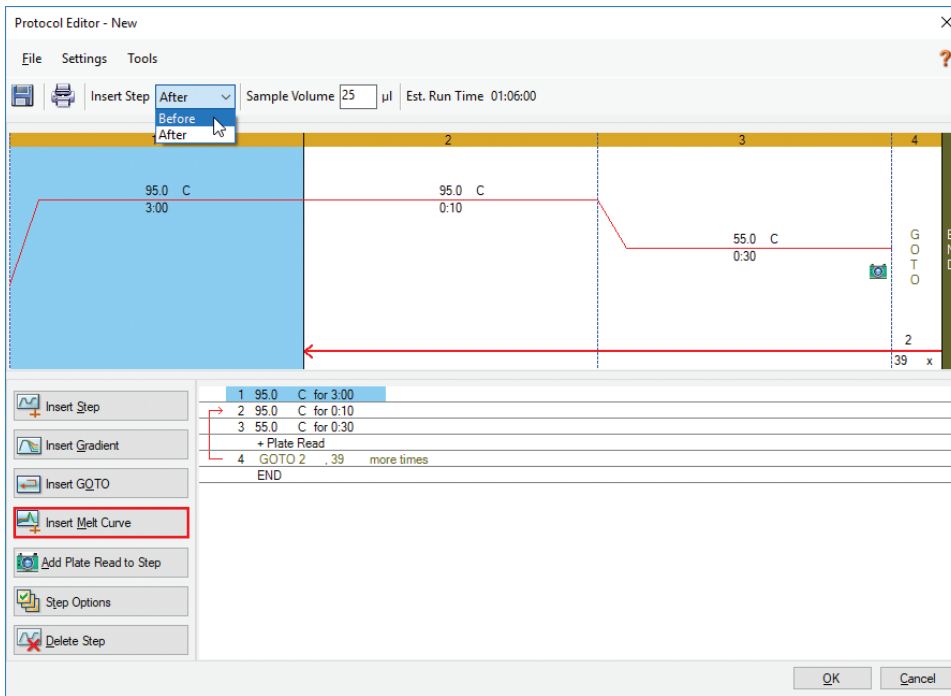 Protocol Editor - New
File Settings Tools
?
Insert Step After Sample Volume 25 µl Est. Run Time 01:06:00
Before
After
1 2 3 4
95.0 C
3:00
95.0 C
0:10
55.0 C
0:30
G
O
T
O
2
39 x
Insert Step
Insert Gradient
Insert GOTO
Insert Melt Curve
Add Plate Read to Step
Step Options
Delete Step
1 95.0 C for 3:00
2 95.0 C for 0:10
3 55.0 C for 0:30
+ Plate Read
4 GOTO 2 , 39 more times
END
OK Cancel